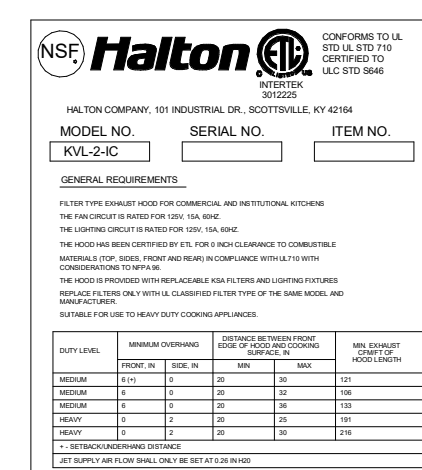 NSF Halton ETL
CONFORMS TO UL
STD UL STD 710
CERTIFIED TO
ULC STD S646
INTERTEK
3012225
HALTON COMPANY, 101 INDUSTRIAL DR., SCOTTSVILLE, KY 42164
MODEL NO. SERIAL NO. ITEM NO.
KVL-2-IC
GENERAL REQUIREMENTS
FILTER TYPE EXHAUST HOOD FOR COMMERCIAL AND INSTITUTIONAL KITCHENS
THE FAN CIRCUIT IS RATED FOR 125V, 15A, 60HZ.
THE LIGHTING CIRCUIT IS RATED FOR 125V, 15A, 60HZ.
THE HOOD HAS BEEN CERTIFIED BY ETL FOR 0 INCH CLEARANCE TO COMBUSTIBLE
MATERIALS (TOP, SIDES, FRONT AND REAR) IN COMPLIANCE WITH UL710 WITH
CONSIDERATIONS TO NFPA 96.
THE HOOD IS PROVIDED WITH REPLACEABLE KSA FILTERS AND LIGHTING FIXTURES
REPLACE FILTERS ONLY WITH UL CLASSIFIED FILTER TYPE OF THE SAME MODEL AND
MANUFACTURER.
SUITABLE FOR USE TO HEAVY DUTY COOKING APPLIANCES.
DUTY LEVEL
MINIMUM OVERHANG
FRONT, IN SIDE, IN
DISTANCE BETWEEN FRONT
EDGE OF HOOD AND COOKING
SURFACE, IN
MIN MAX
MIN. EXHAUST
CFM/FT OF
HOOD LENGTH
MEDIUM 6 (+) 0 20 30 121
MEDIUM 6 0 20 32 106
MEDIUM 6 0 20 36 133
HEAVY 0 2 20 25 191
HEAVY 0 2 20 30 216
+ - SETBACK/UNDERHANG DISTANCE
JET SUPPLY AIR FLOW SHALL ONLY BE SET AT 0.26 IN H20